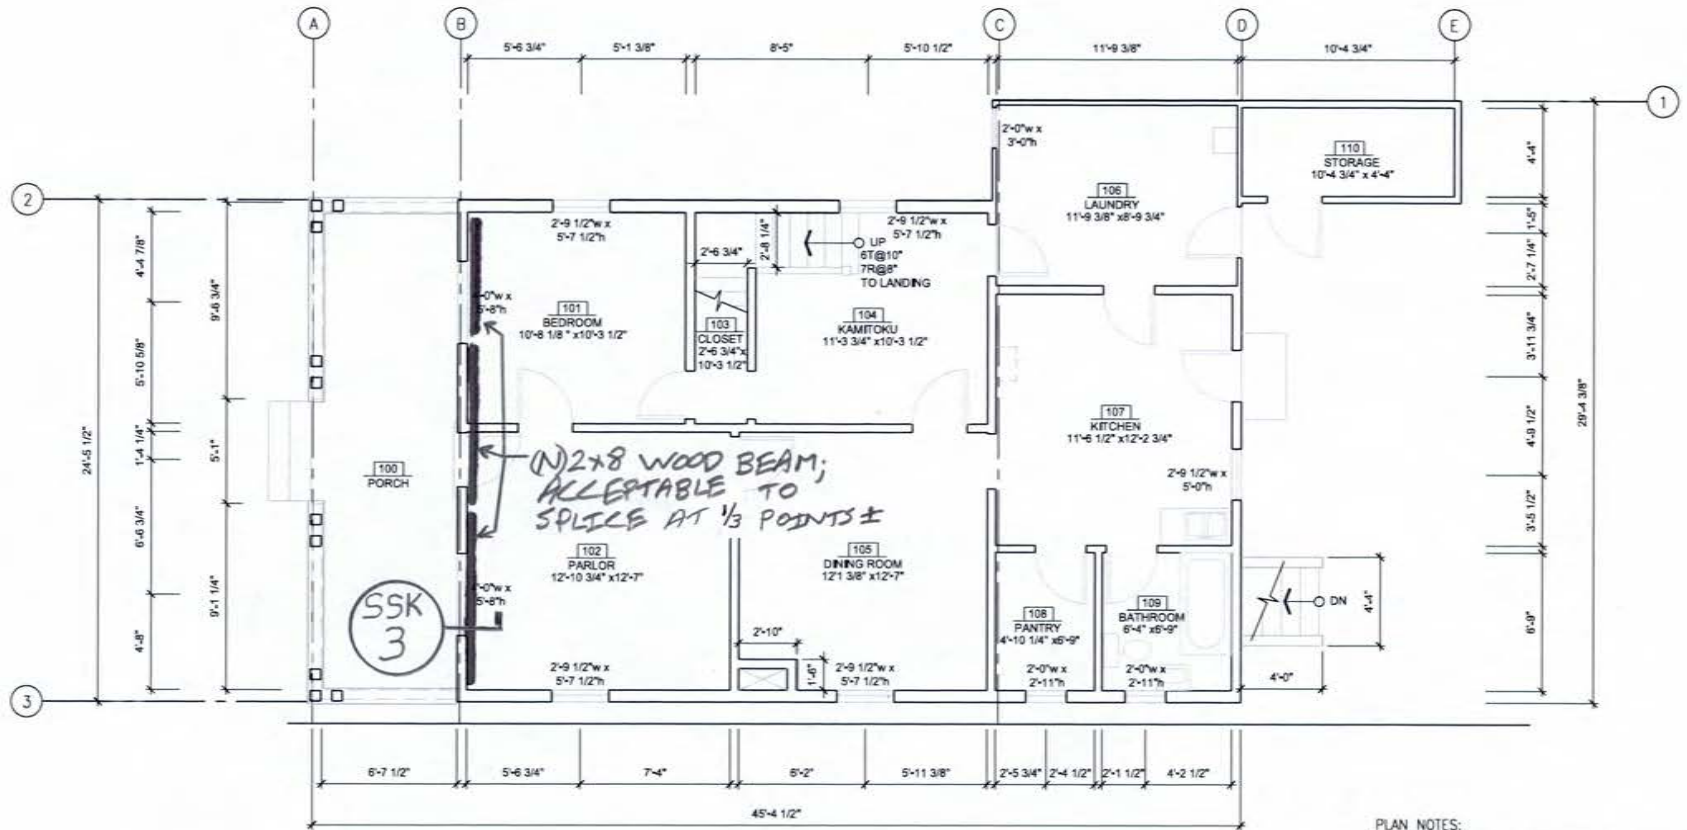 A
B
C
D
E
5'-6 3/4"
5'-1 3/8"
8'-5"
5'-10 1/2"
11'-9 3/8"
10'-4 3/4"
1
2'-0"w x
3'-0"h
110
STORAGE
10'-4 3/4" x 4'-4"
4'-4"
106
LAUNDRY
11'-9 3/8" x8'-9 3/4"
2
2'-9 1/2"w x
5'-7 1/2"h
2'-8 1/4"
2'-9 1/2"w x
5'-7 1/2"h
1'-5"
2'-6 3/4"
UP
6T@10"
7R@8"
TO LANDING
4'-4 7/8"
9'-6 3/4"
2'-7 1/4"
-0"w x
5'-8"h
101
BEDROOM
10'-8 1/8 " x10'-3 1/2"
103
CLOSET
2'-6 3/4"x
10'-3 1/2"
104
KAMITOKU
11'-3 3/4" x10'-3 1/2"
5'-10 5/8"
3'-11 3/4"
29'-4 3/8"
24'-5 1/2"
1'-4 1/4"
5'-1"
107
KITCHEN
11'-6 1/2" x12'-2 3/4"
4'-9 1/2"
100
PORCH
(N) 2x8 WOOD BEAM;
ACCEPTABLE TO
SPLICE AT 1/3 POINTS ±
2'-9 1/2"w x
5'-0"h
6'-6 3/4"
3'-5 1/2"
102
PARLOR
12'-10 3/4" x12'-7"
105
DINING ROOM
12'1 3/8" x12'-7"
9'-1 1/4"
-0"w x
5'-8"h
SSK
3
108
PANTRY
4'-10 1/4" x6'-9"
109
BATHROOM
6'-4" x6'-9"
DN
4'-4"
6'-9"
4'-8"
2'-10"
1'-6"
2'-9 1/2"w x
5'-7 1/2"h
2'-9 1/2"w x
5'-7 1/2"h
2'-0"w x
2'-11"h
2'-0"w x
2'-11"h
4'-0"
3
6'-7 1/2"
5'-6 3/4"
7'-4"
6'-2"
5'-11 3/8"
2'-5 3/4"
2'-4 1/2"
2'-1 1/2"
4'-2 1/2"
45'-4 1/2"
PLAN NOTES: